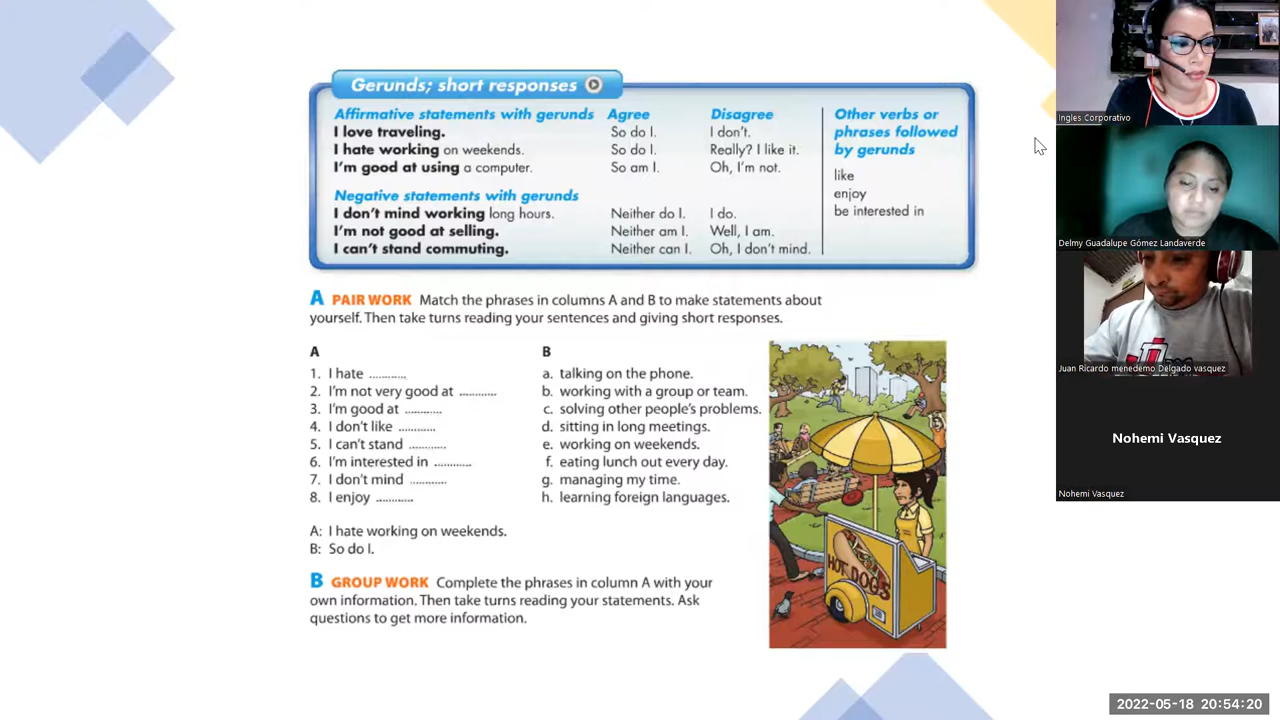 Gerunds; short responses
Affirmative statements with gerunds Agree Disagree
I love traveling. So do I. I don't.
I hate working on weekends. So do I. Really? I like it.
I'm good at using a computer. So am I. Oh, I'm not.
Negative statements with gerunds
I don't mind working long hours. Neither do I. I do.
I'm not good at selling. Neither am I. Well, I am.
I can't stand commuting. Neither can I. Oh, I don't mind.
Other verbs or
phrases followed
by gerunds
like
enjoy
be interested in
A PAIR WORK Match the phrases in columns A and B to make statements about
yourself. Then take turns reading your sentences and giving short responses.
A
1. I hate ...........
2. I'm not very good at ...........
3. I'm good at ...........
4. I don't like ...........
5. I can't stand ...........
6. I'm interested in ...........
7. I don't mind ...........
8. I enjoy ...........
B
a. talking on the phone.
b. working with a group or team.
c. solving other people's problems.
d. sitting in long meetings.
e. working on weekends.
f. eating lunch out every day.
g. managing my time.
h. learning foreign languages.
A: I hate working on weekends.
B: So do I.
B GROUP WORK Complete the phrases in column A with your
own information. Then take turns reading your statements. Ask
questions to get more information.
HOT DOGS
Ingles Corporativo
Delmy Guadalupe Gómez Landaverde
Juan Ricardo menedemo Delgado vasquez
Nohemi Vasquez
Nohemi Vasquez
2022-05-18 20:54:20